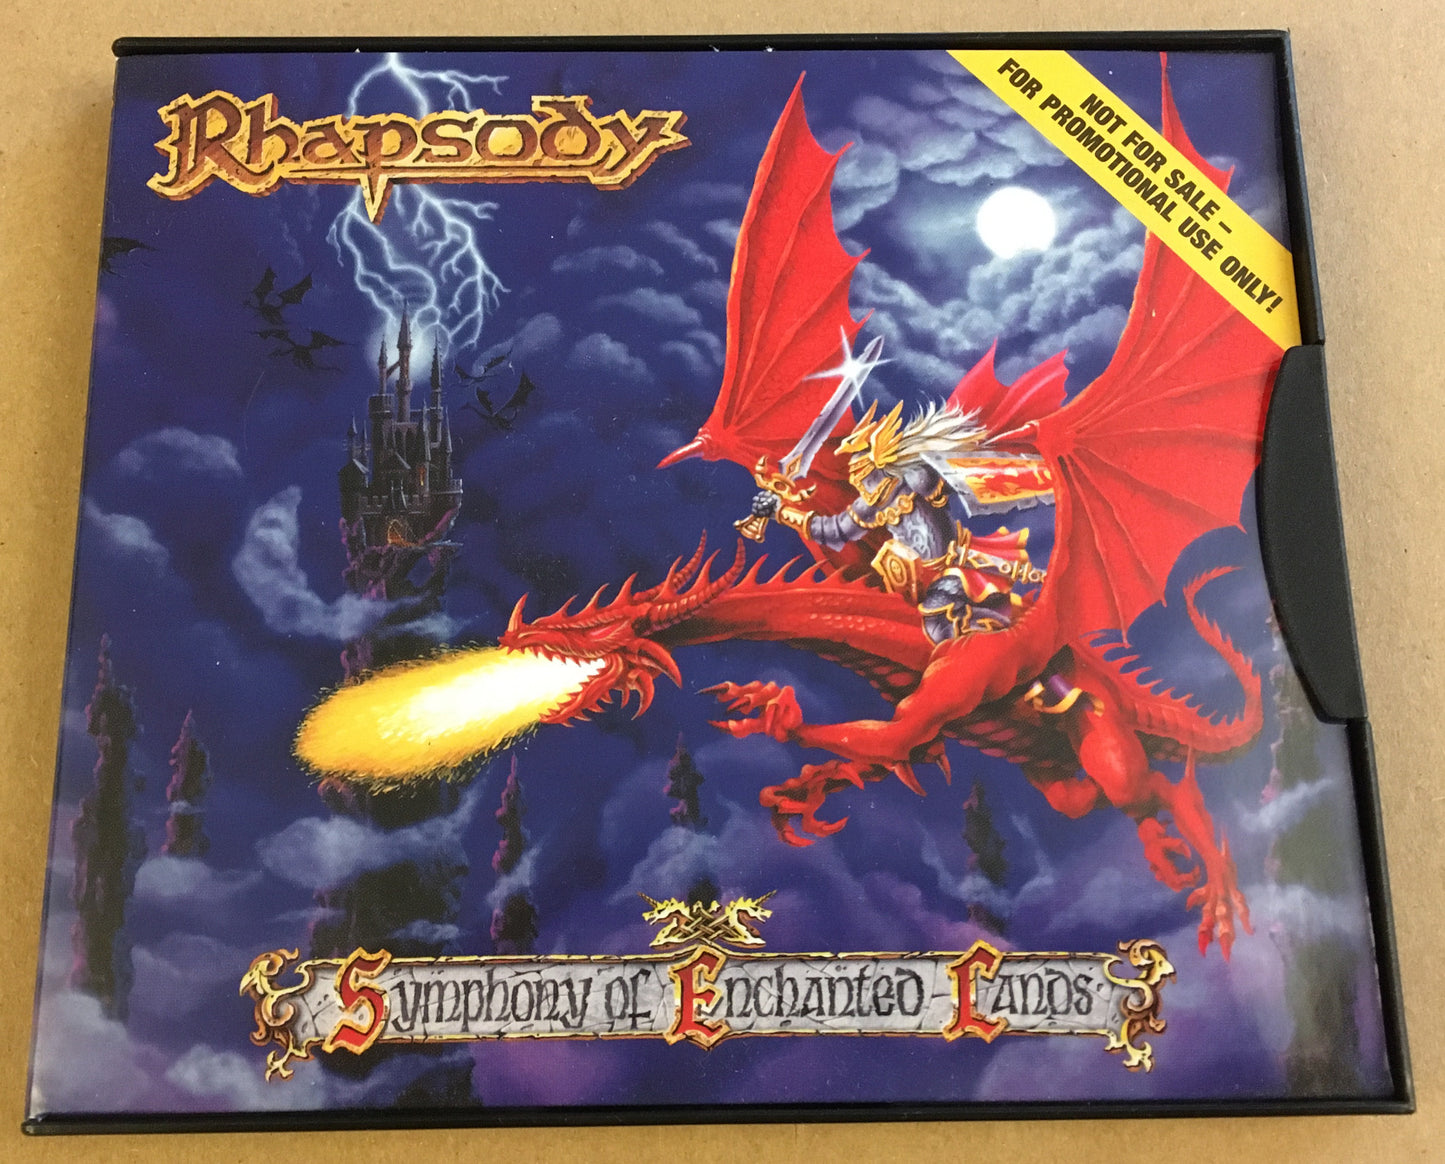 Rhapsody
NOT FOR SALE –
FOR PROMOTIONAL USE ONLY!
Symphony of Enchanted Lands